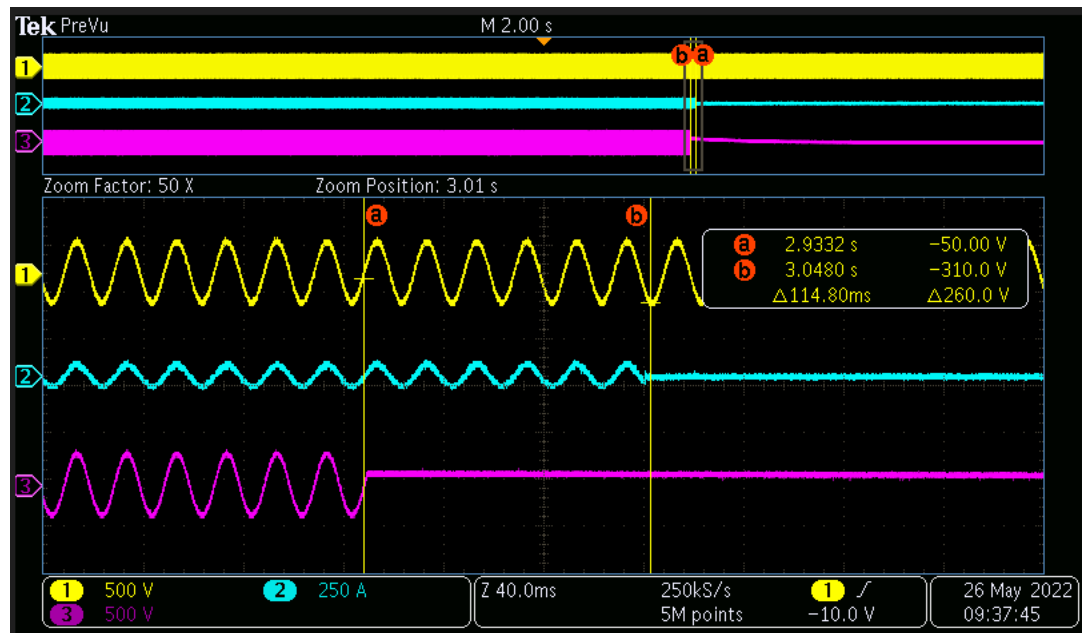 Tek PreVu M 2.00 s
b a
1
2
3
Zoom Factor: 50 X Zoom Position: 3.01 s
a b
1
a 2.9332 s −50.00 V
b 3.0480 s −310.0 V
△114.80ms △260.0 V
2
3
1 500 V 2 250 A Z 40.0ms 250kS/s 1 26 May 2022
3 500 V 5M points −10.0 V 09:37:45